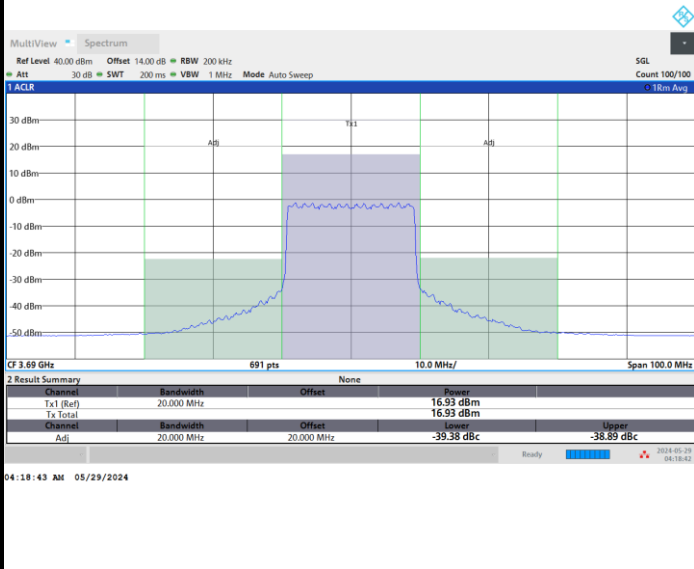 MultiView Spectrum
Ref Level 40.00 dBm Offset 14.00 dB RBW 200 kHz SGL
Att 30 dB SWT 200 ms VBW 1 MHz Mode Auto Sweep Count 100/100
1 ACLR 1Rm Avg
Tx1
30 dBm
Adj Adj
20 dBm
10 dBm
0 dBm
-10 dBm
-20 dBm
-30 dBm
-40 dBm
-50 dBm
CF 3.69 GHz 691 pts 10.0 MHz/ Span 100.0 MHz
2 Result Summary None
Channel Bandwidth Offset Power
Tx1 (Ref) 20.000 MHz 16.93 dBm
Tx Total 16.93 dBm
Channel Bandwidth Offset Lower Upper
Adj 20.000 MHz 20.000 MHz -39.38 dBc -38.89 dBc
Ready 2024-05-29
04:18:42
04:18:43 AM 05/29/2024